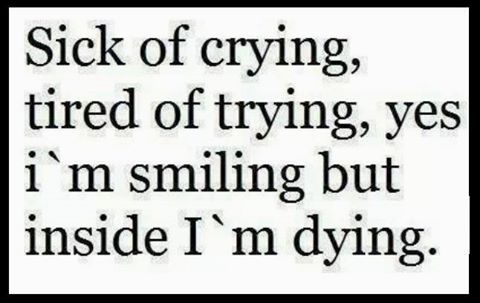 Sick of crying,
tired of trying, yes
i`m smiling but
inside I`m dying.